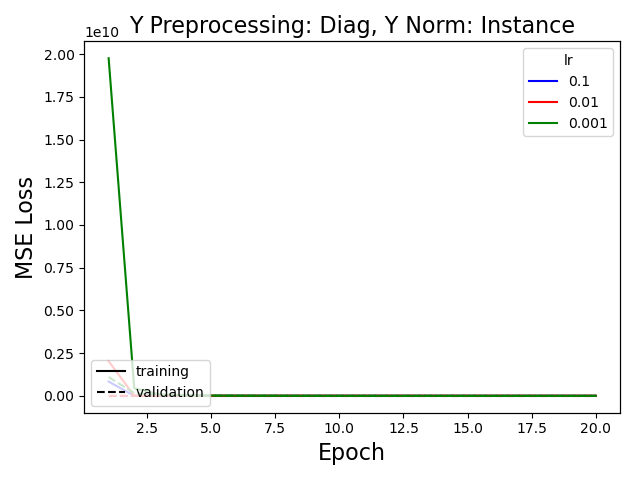 Y Preprocessing: Diag, Y Norm: Instance
1e10
2.00
1.75
1.50
1.25
1.00
0.75
0.50
0.25
0.00
MSE Loss
lr
0.1
0.01
0.001
training
validation
2.5 5.0 7.5 10.0 12.5 15.0 17.5 20.0
Epoch